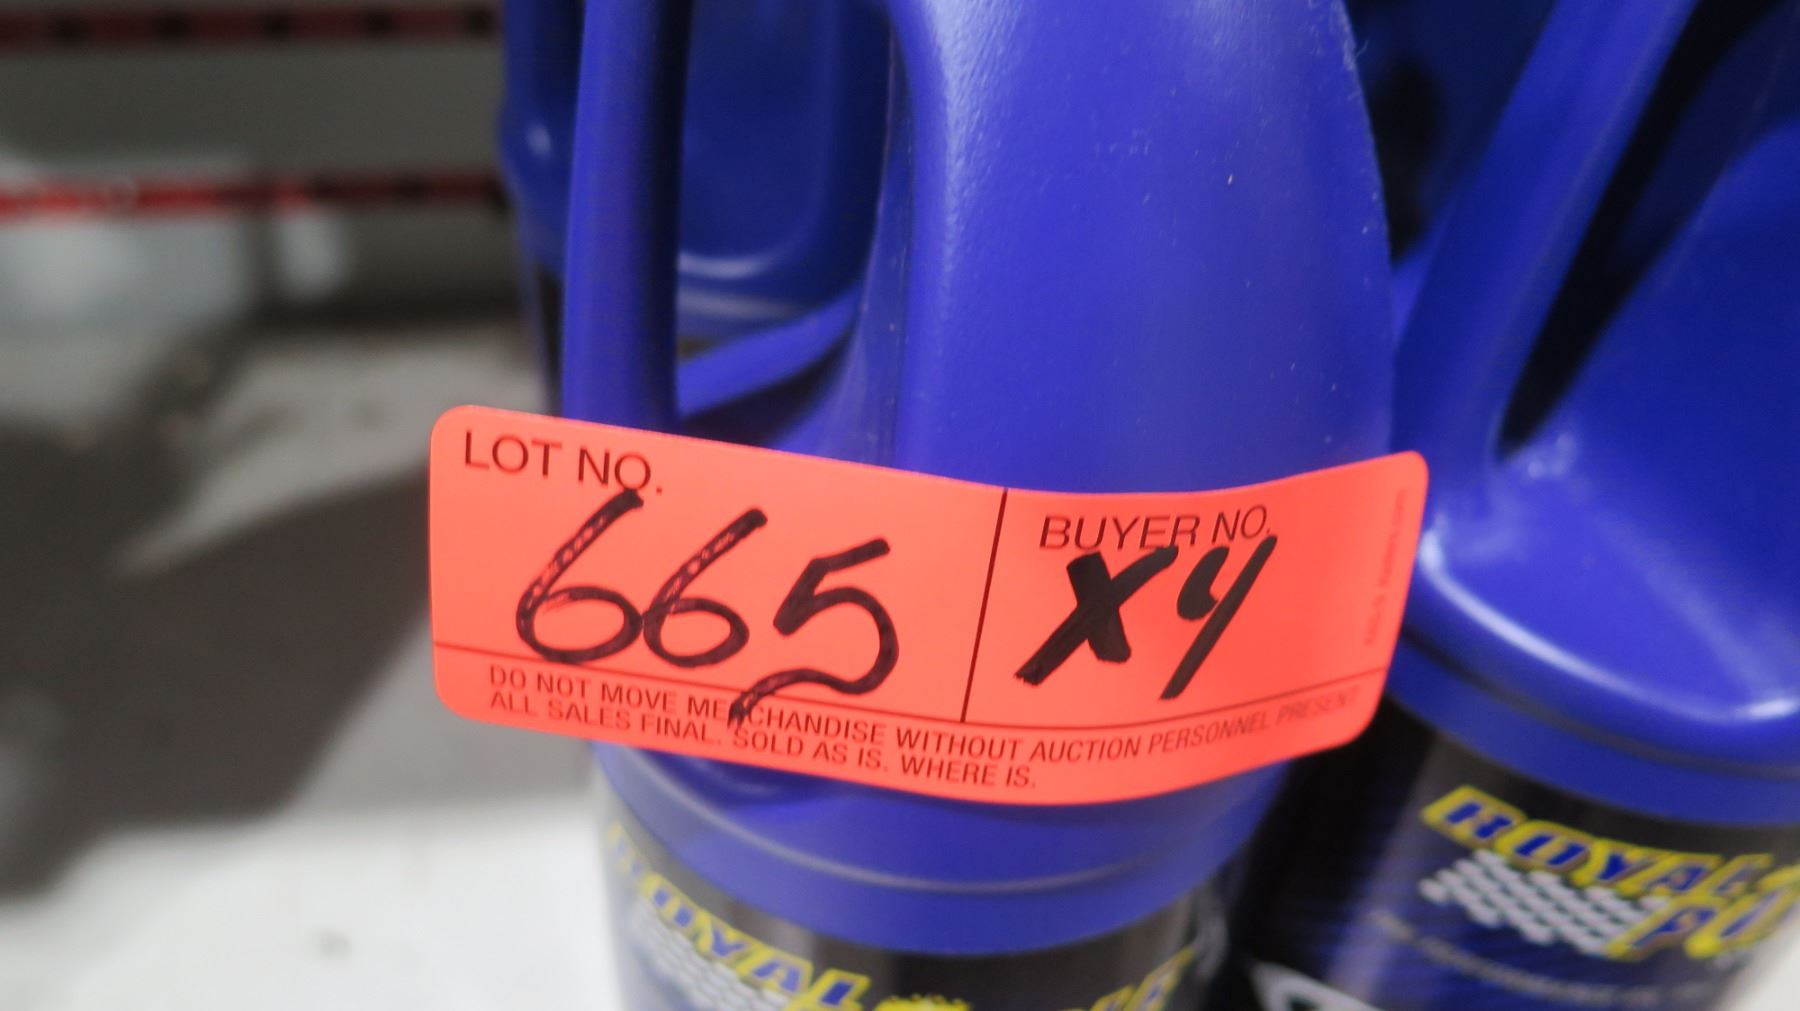 LOT NO.
665
BUYER NO.
X4
DO NOT MOVE MERCHANDISE WITHOUT AUCTION PERSONNEL PRESENT
ALL SALES FINAL. SOLD AS IS. WHERE IS.
ROYAL
ROYAL